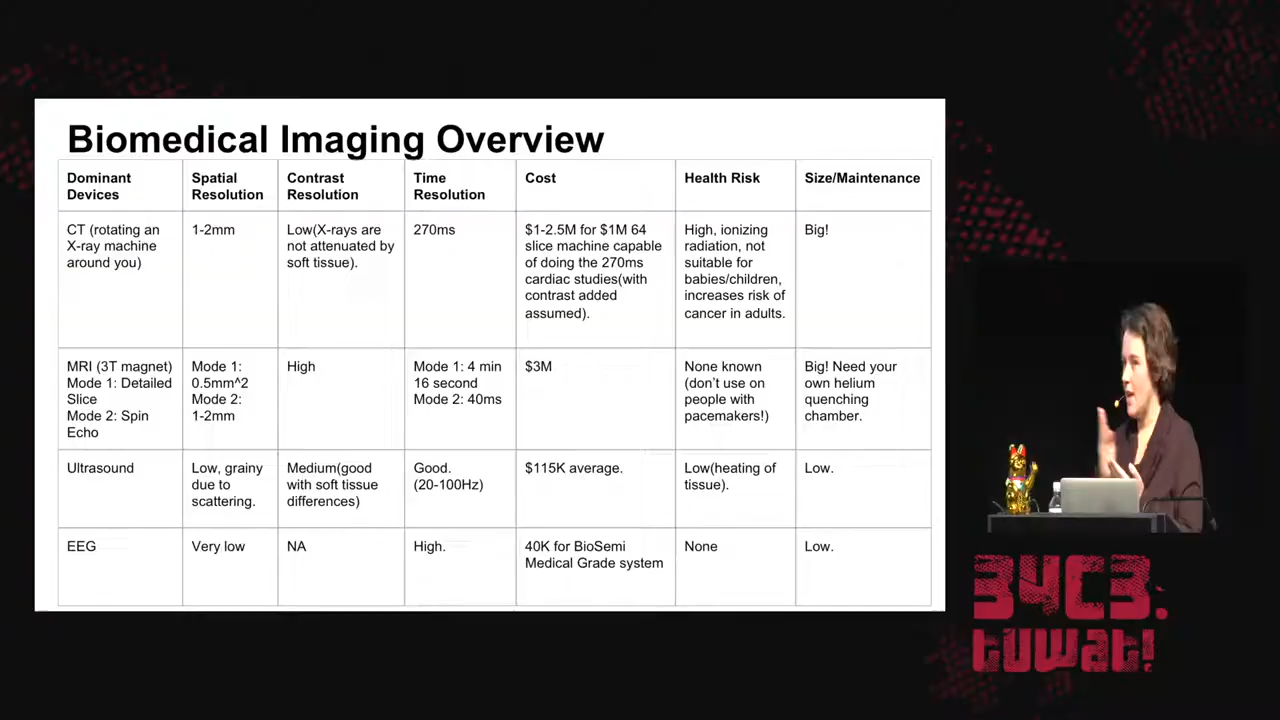 Biomedical Imaging Overview
Dominant Devices
Spatial Resolution
Contrast Resolution
Time Resolution
Cost
Health Risk
Size/Maintenance
CT (rotating an
X-ray machine
around you)
1-2mm
Low(X-rays are
not attenuated by
soft tissue).
270ms
$1-2.5M for $1M 64
slice machine capable
of doing the 270ms
cardiac studies(with
contrast added
assumed).
High, ionizing
radiation, not
suitable for
babies/children,
increases risk of
cancer in adults.
Big!
MRI (3T magnet)
Mode 1: Detailed
Slice
Mode 2: Spin
Echo
Mode 1:
0.5mm^2
Mode 2:
1-2mm
High
Mode 1: 4 min
16 second
Mode 2: 40ms
$3M
None known
(don't use on
people with
pacemakers!)
Big! Need your
own helium
quenching
chamber.
Ultrasound
Low, grainy
due to
scattering.
Medium(good
with soft tissue
differences)
Good.
(20-100Hz)
$115K average.
Low(heating of
tissue).
Low.
EEG
Very low
NA
High.
40K for BioSemi
Medical Grade system
None
Low.
34C3.
tuwat!